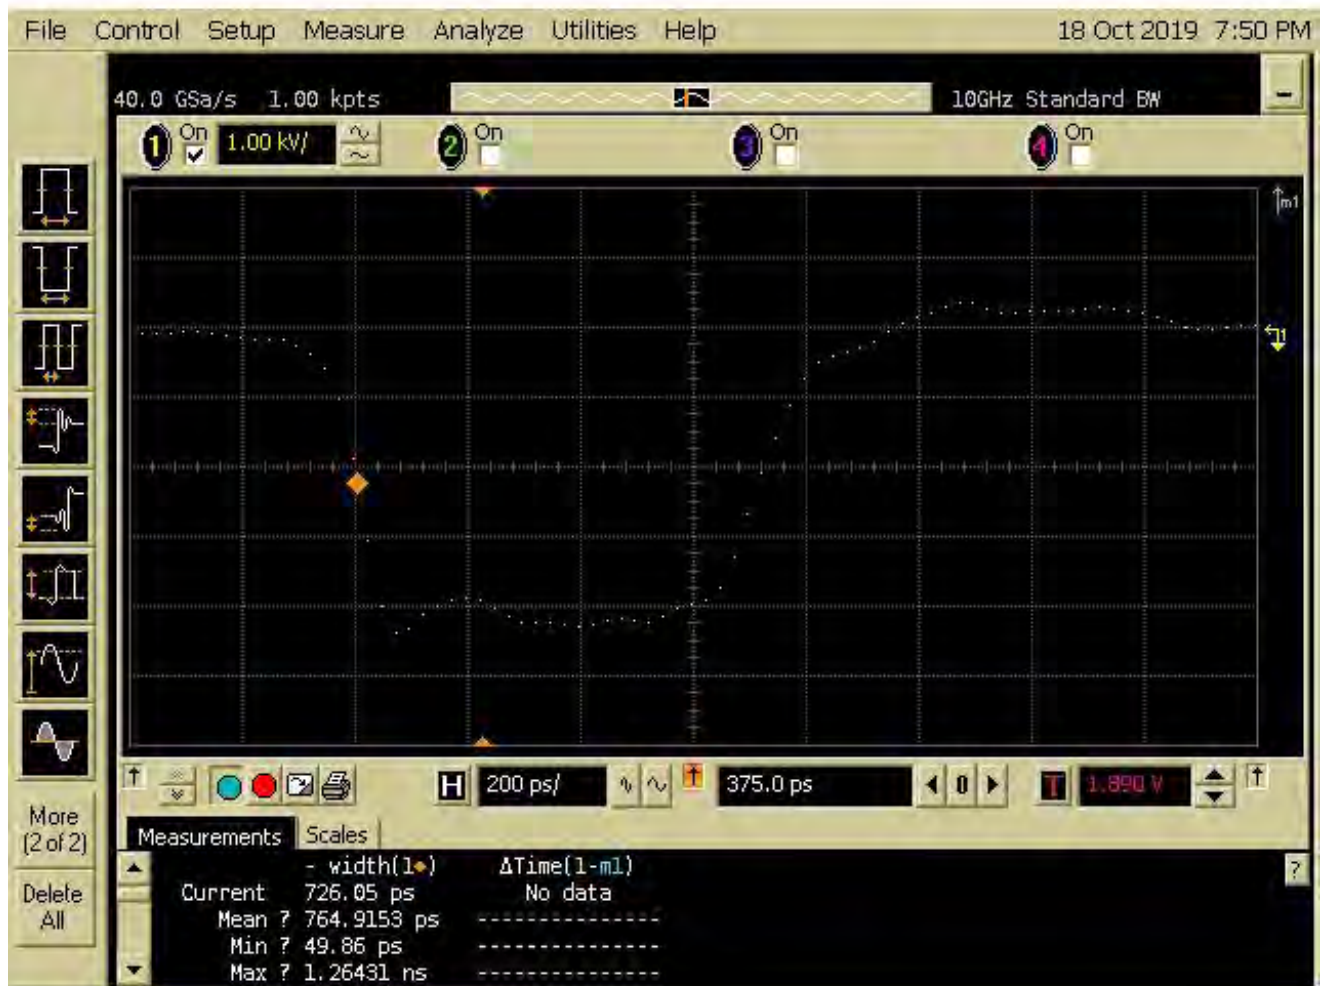 File Control Setup Measure Analyze Utilities Help 18 Oct 2019 7:50 PM
40.0 GSa/s 1.00 kpts 10GHz Standard BW
1 On 1.00 kV/ 2 On 3 On 4 On
m1
1
H 200 ps/ 375.0 ps 0 T 1.890 V
More
(2 of 2)
Delete
All
Measurements Scales
- width(1◆) ΔTime(1-m1)
Current 726.05 ps No data
Mean ? 764.9153 ps ---------------
Min ? 49.86 ps ---------------
Max ? 1.26431 ns ---------------
?